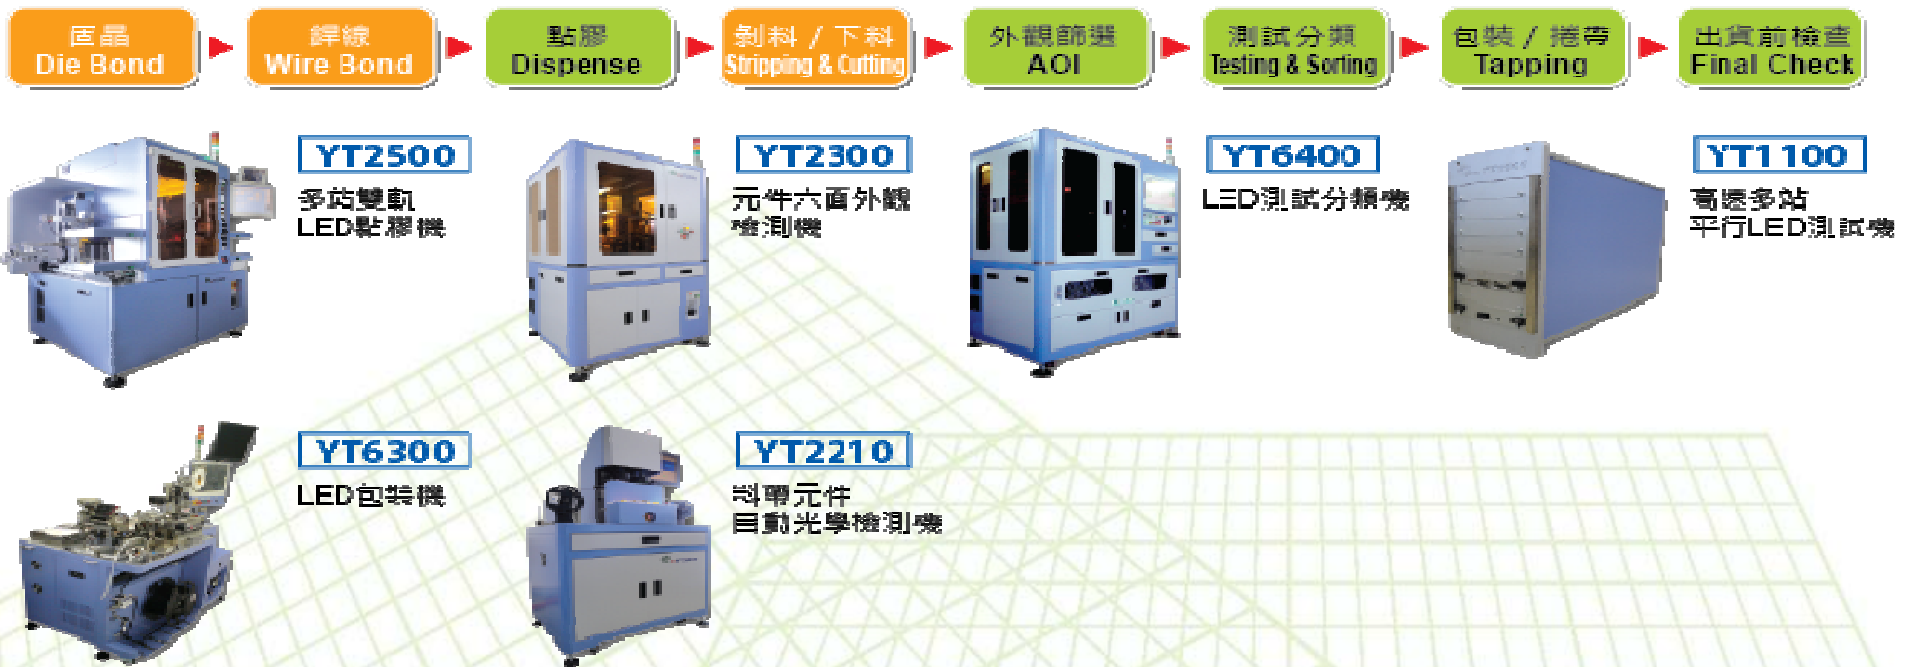 固晶
Die Bond
銲線
Wire Bond
點膠
Dispense
剝料 / 下料
Stripping & Cutting
外觀篩選
AOI
測試分類
Testing & Sorting
包裝 / 捲帶
Tapping
出貨前檢查
Final Check
YT2500
多站雙軌
LED點膠機
YT2300
元件六面外觀
檢測機
YT6400
LED測試分類機
YT1100
高速多站
平行LED測試機
YT6300
LED包裝機
YT2210
料帶元件
自動光學檢測機